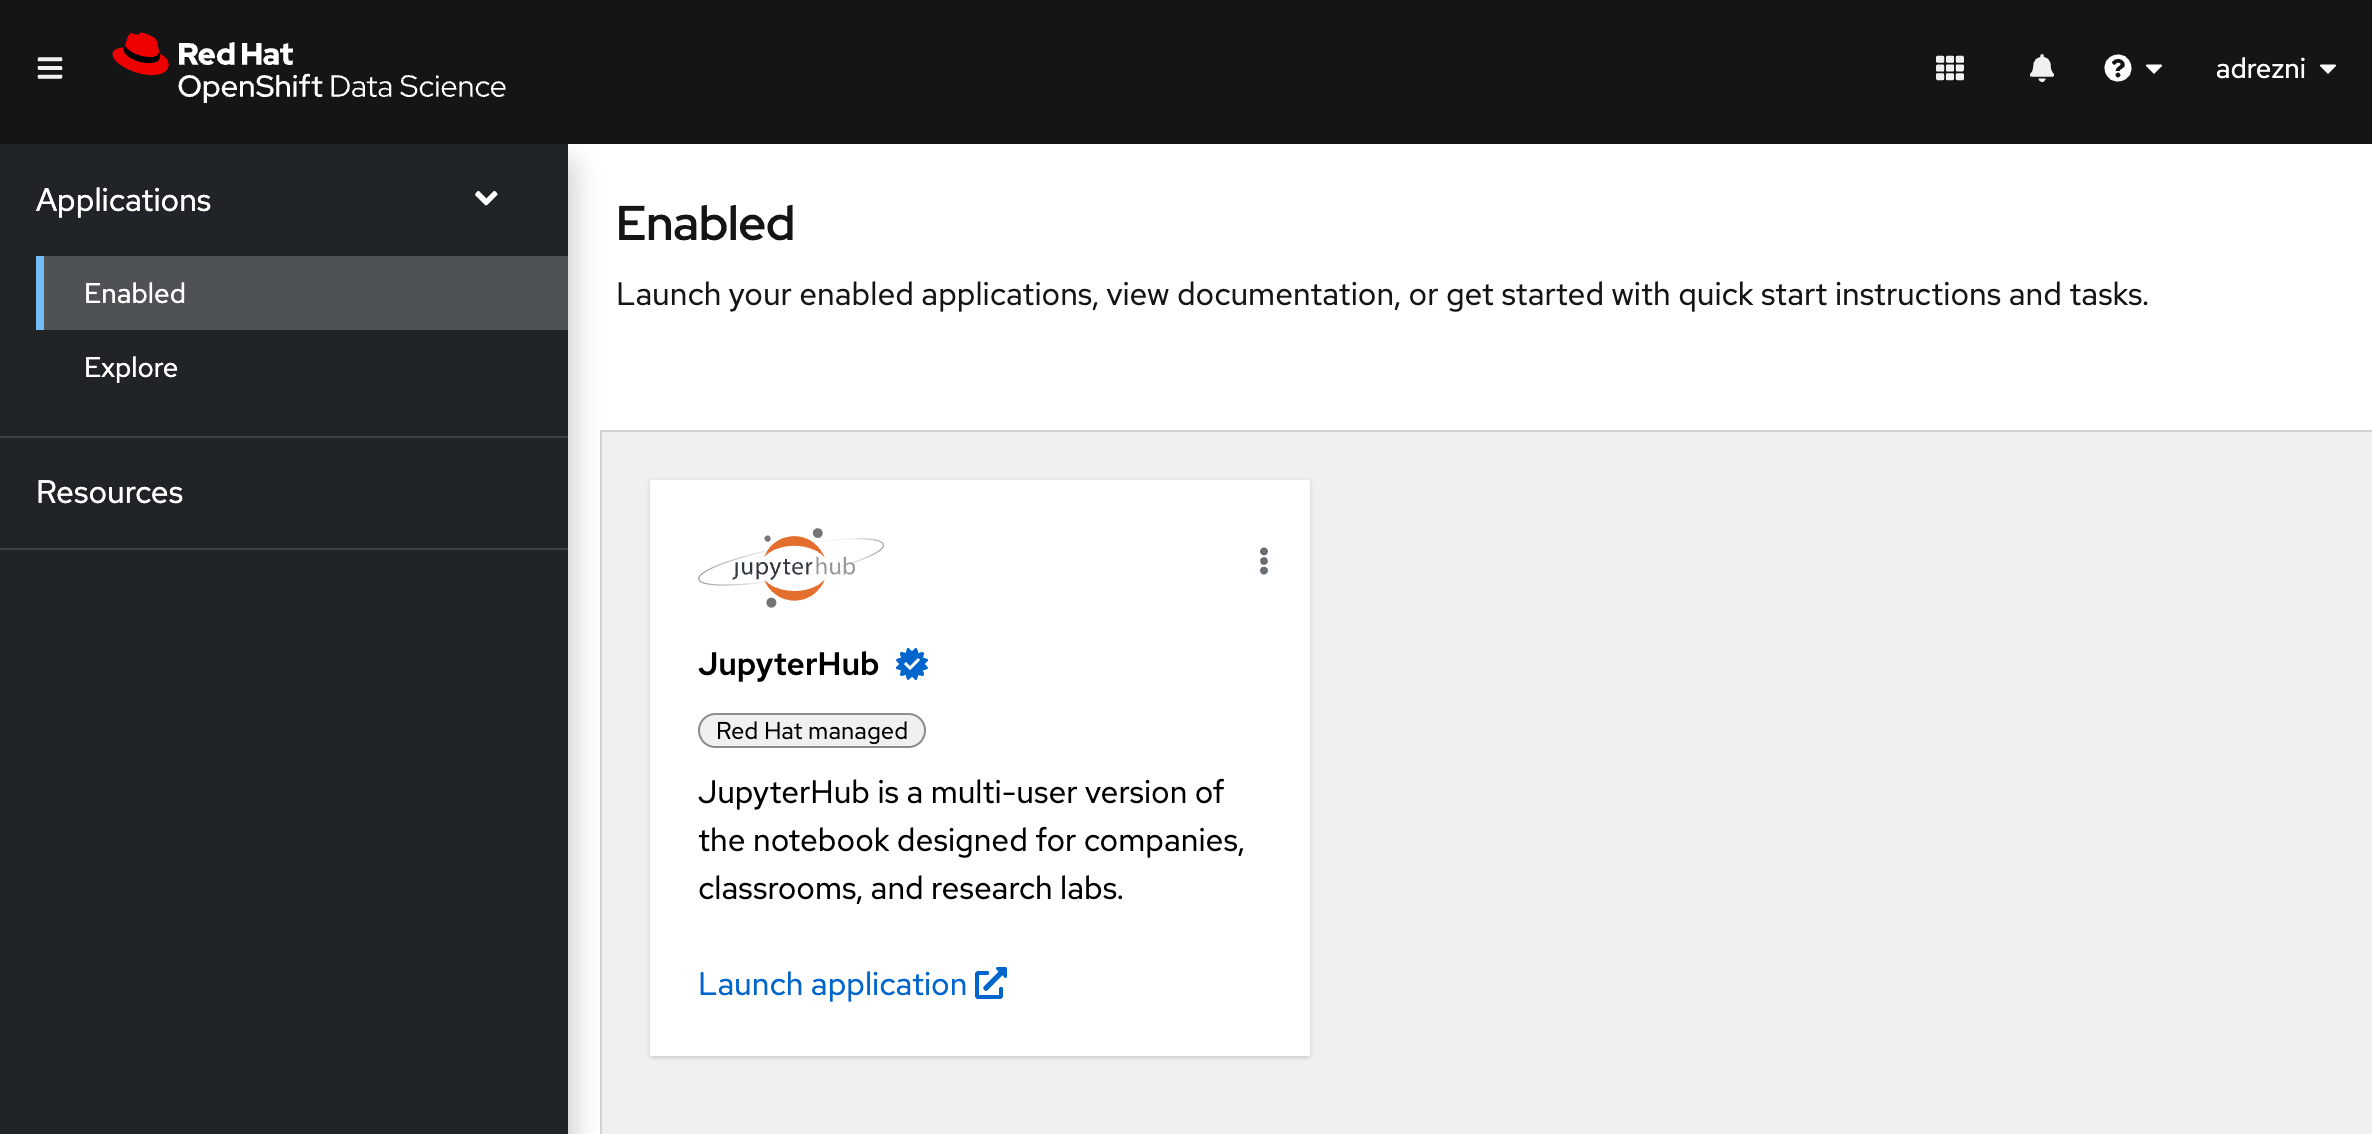 Red Hat
OpenShift Data Science
adrezni
Applications
Enabled
Explore
Resources
Enabled
Launch your enabled applications, view documentation, or get started with quick start instructions and tasks.
jupyterhub
JupyterHub
Red Hat managed
JupyterHub is a multi-user version of
the notebook designed for companies,
classrooms, and research labs.
Launch application